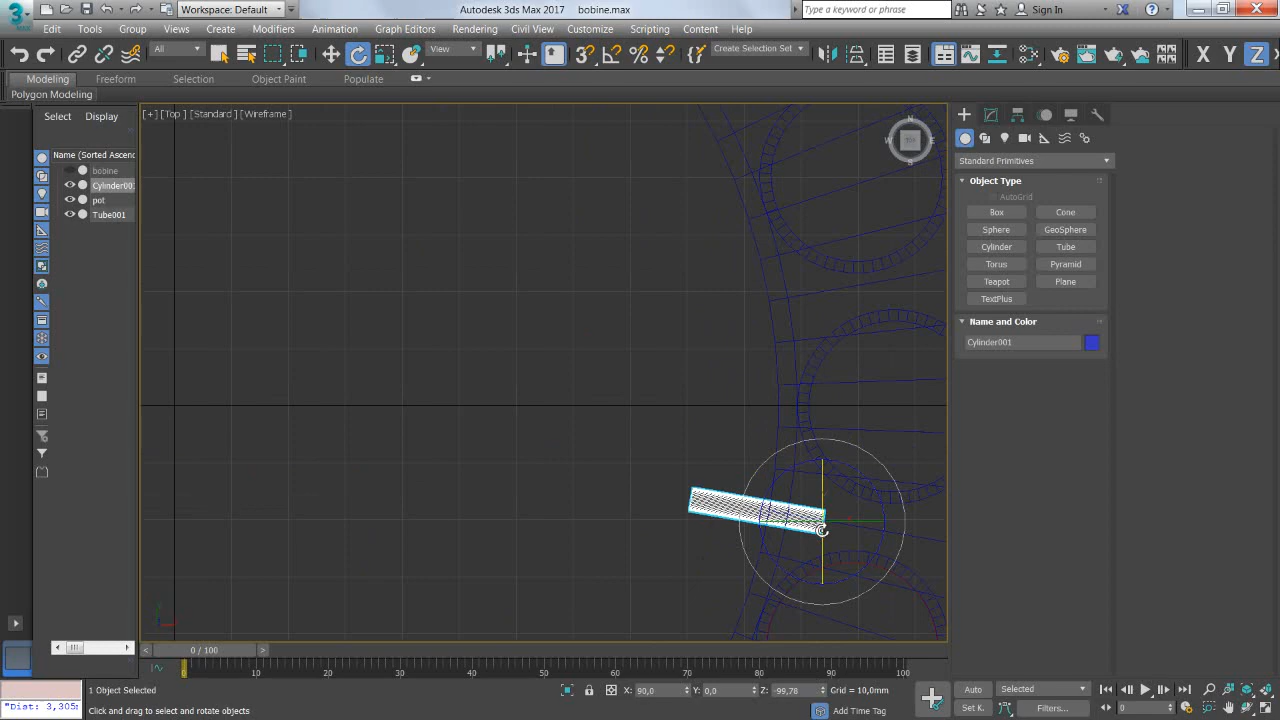 MAX
Workspace: Default
Autodesk 3ds Max 2017
bobine.max
Type a keyword or phrase
Sign In
Edit Tools Group Views Create Modifiers Animation Graph Editors Rendering Civil View Customize Scripting Content Help
All View Create Selection Set X Y Z
Modeling Freeform Selection Object Paint Populate
Polygon Modeling
Select Display
Name (Sorted Ascen
bobine
Cylinder001
pot
Tube001
[+] [Top ] [Standard ] [Wireframe ]
N
W E
S
Standard Primitives
Object Type
AutoGrid
Box Cone
Sphere GeoSphere
Cylinder Tube
Torus Pyramid
Teapot Plane
TextPlus
Name and Color
Cylinder001
0 / 100
0 10 20 30 40 50 60 70 80 90 100
"Dist: 3,305
1 Object Selected
X: 90,0 Y: 0,0 Z: -99,78 Grid = 10,0mm
Click and drag to select and rotate objects
Add Time Tag
Auto Selected
Set K. Filters... 0